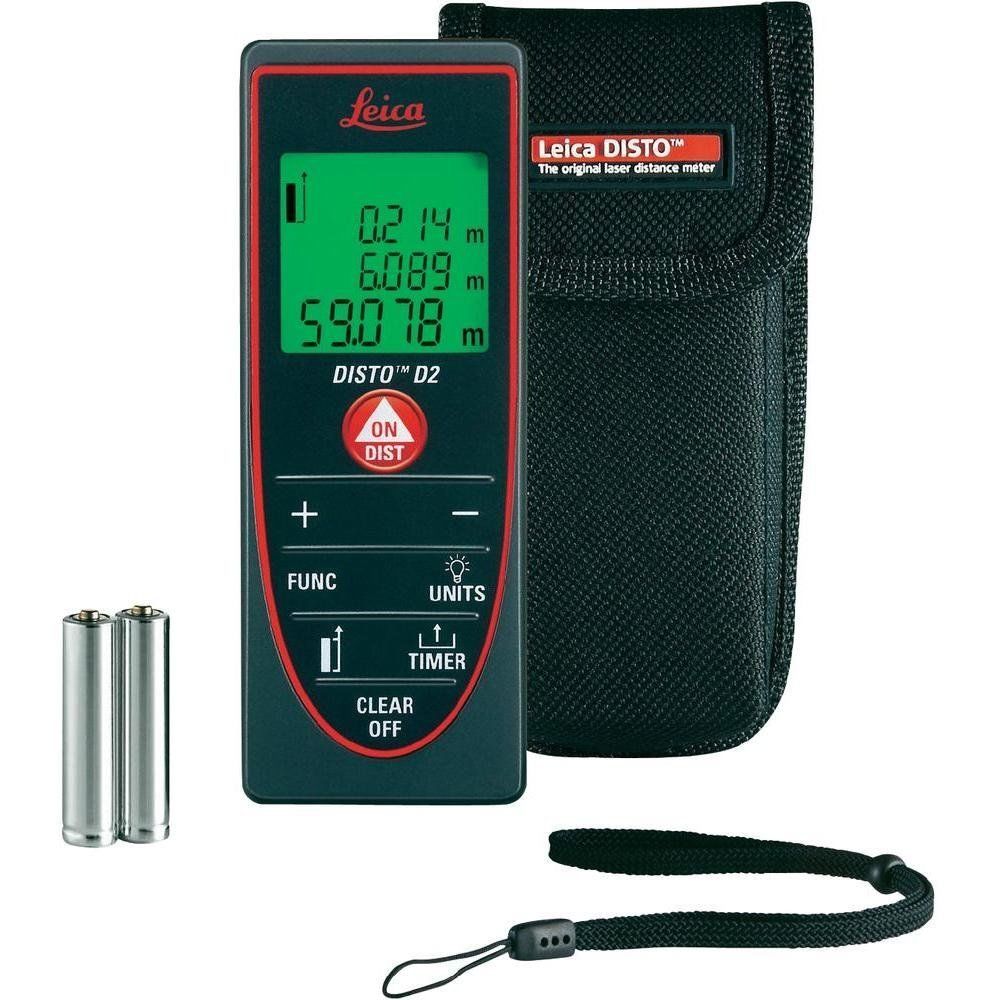 Leica
0.214 m
6.089 m
59.078 m
DISTO™ D2
ON
DIST
+ −
FUNC
UNITS
TIMER
CLEAR
OFF
Leica DISTO™
The original laser distance meter